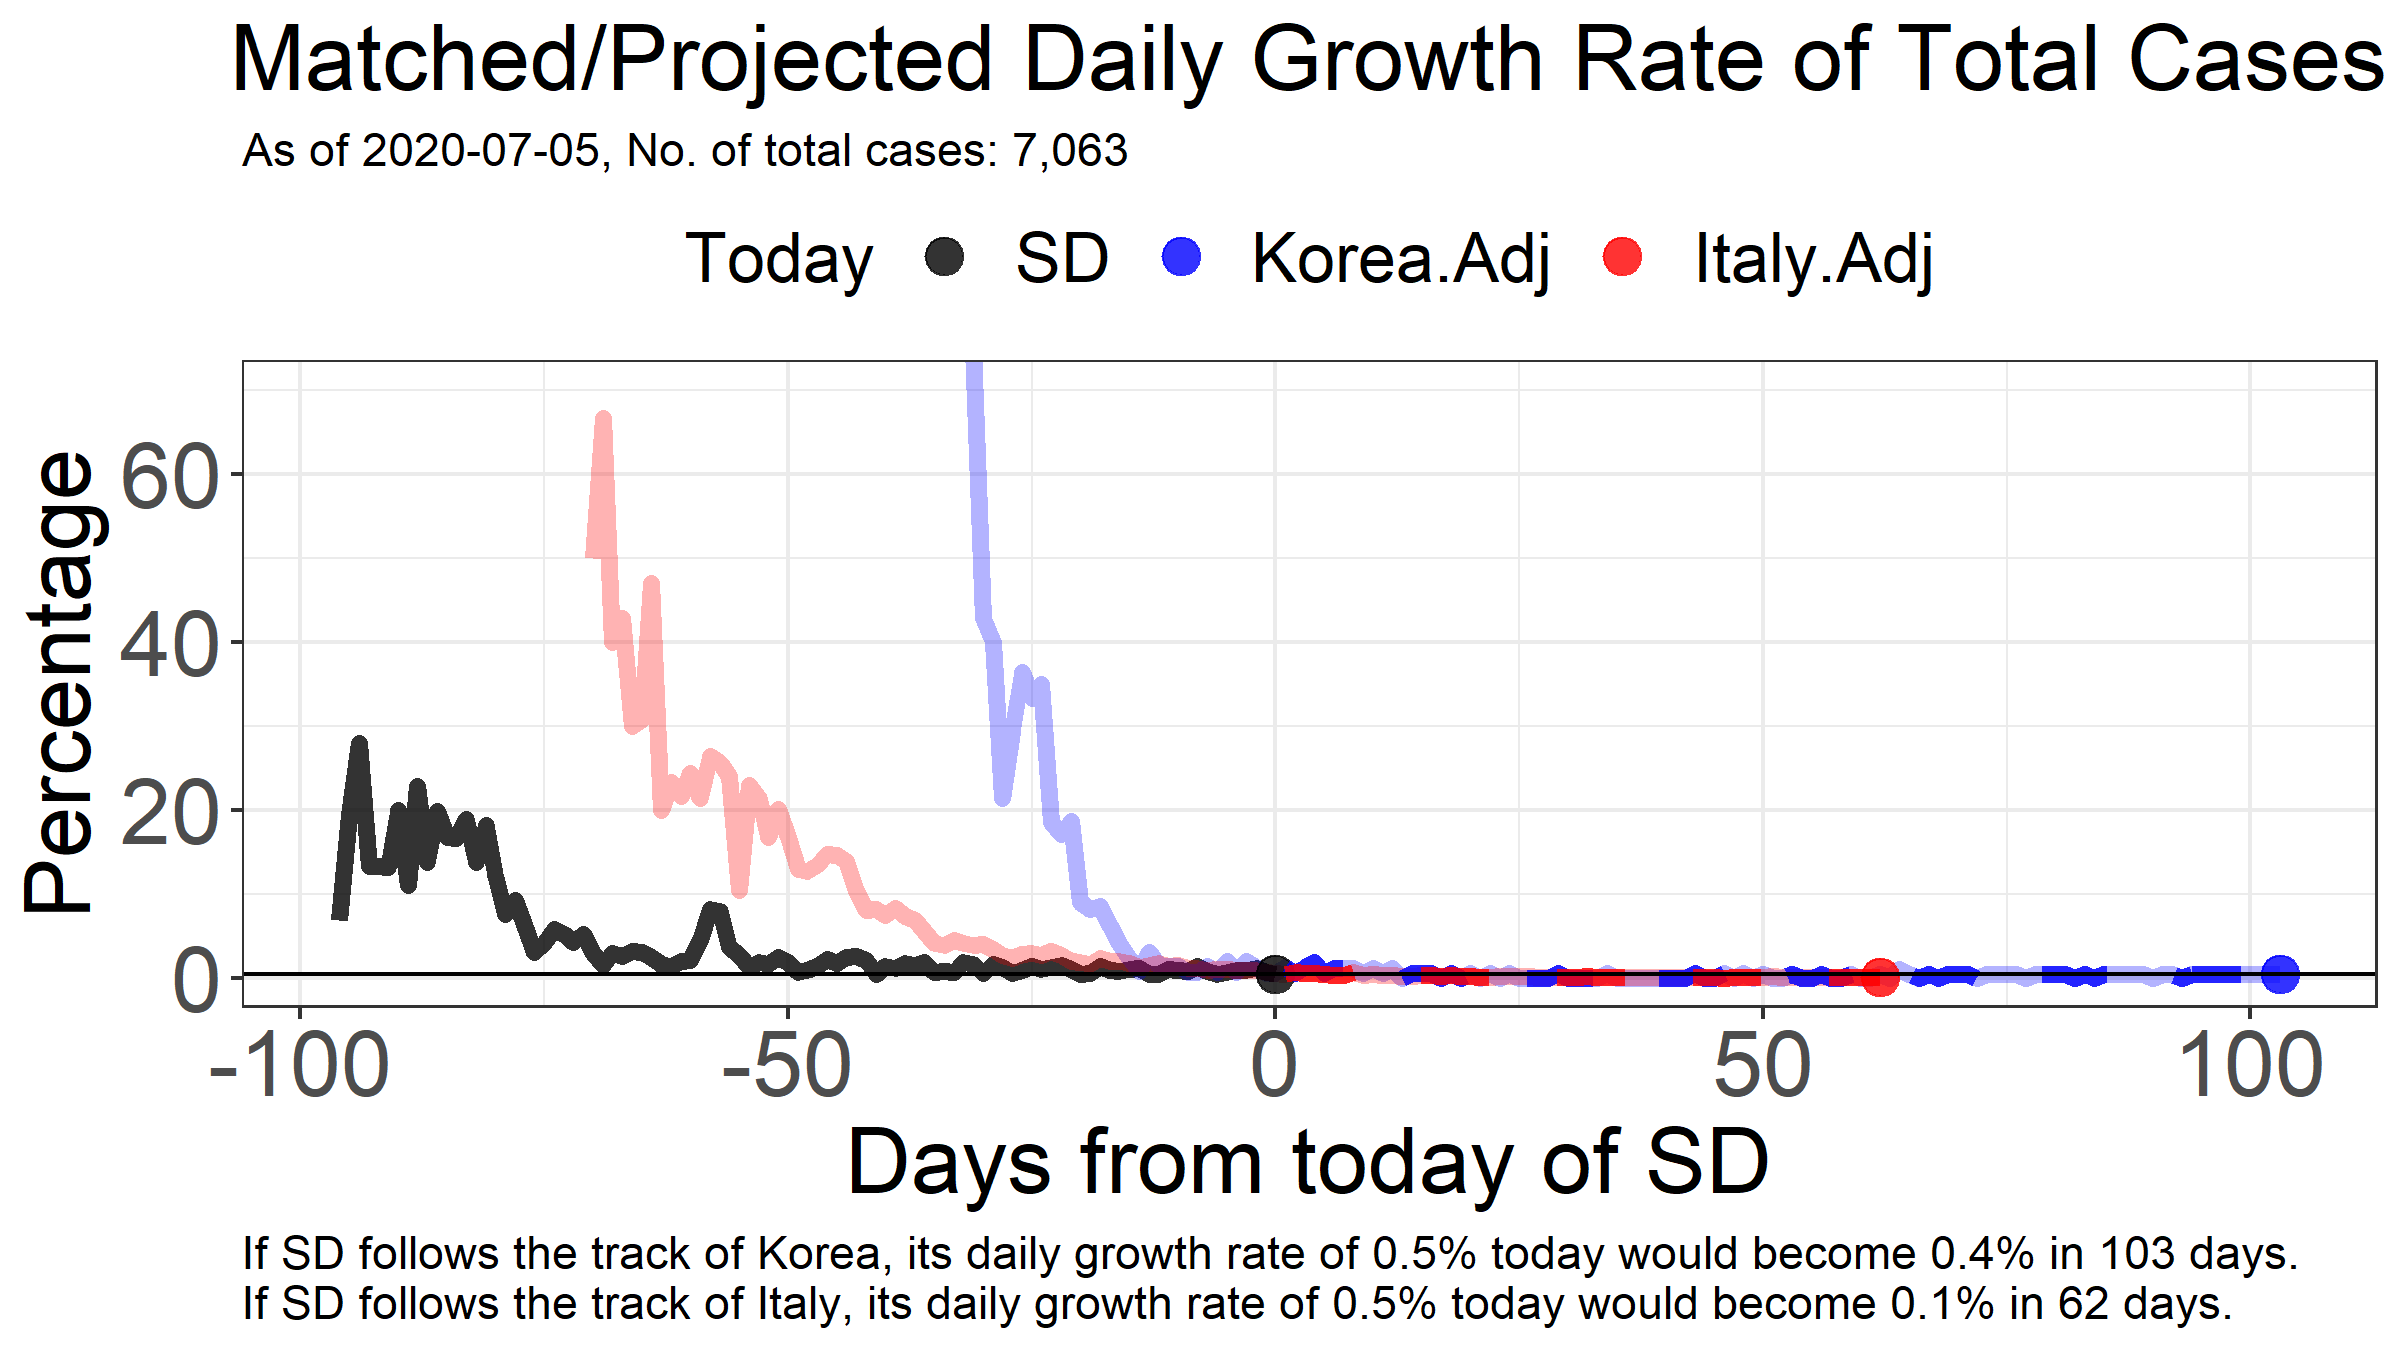 Matched/Projected Daily Growth Rate of Total Cases
As of 2020-07-05, No. of total cases: 7,063
Today SD Korea.Adj Italy.Adj
Percentage
60
40
20
0
-100 -50 0 50 100
Days from today of SD
If SD follows the track of Korea, its daily growth rate of 0.5% today would become 0.4% in 103 days.
If SD follows the track of Italy, its daily growth rate of 0.5% today would become 0.1% in 62 days.